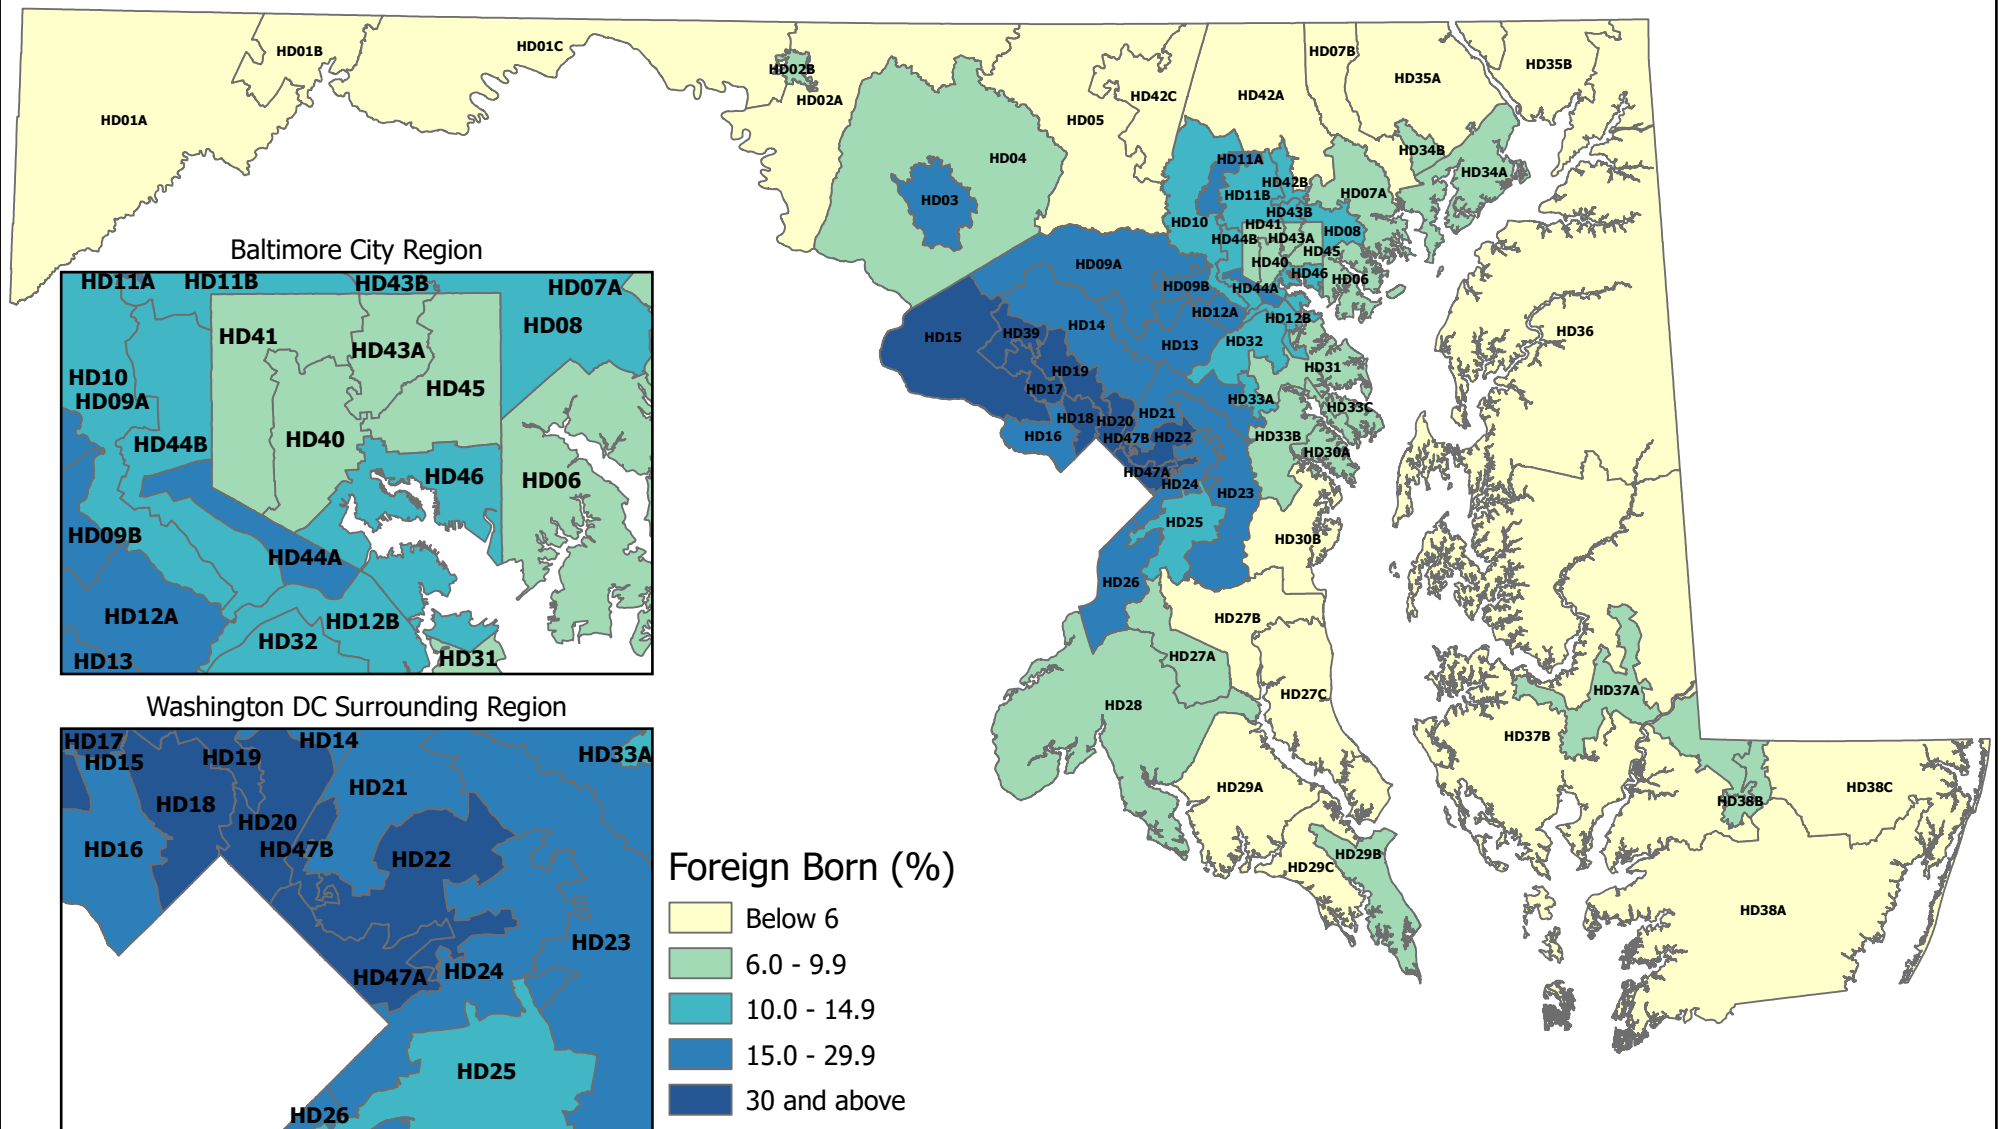 HD01A
HD01B
HD01C
HD02B
HD02A
HD03
HD04
HD05
HD42C
HD42A
HD07B
HD35A
HD35B
HD34B
HD34A
HD11A
HD42B
HD11B
HD07A
HD10
HD43B
HD41
HD08
HD44B
HD43A
HD45
HD40
HD46
HD06
HD09A
HD09B
HD44A
HD12A
HD12B
HD36
HD15
HD39
HD14
HD13
HD32
HD19
HD31
HD17
HD33A
HD33C
HD18
HD20
HD21
HD16
HD47B
HD22
HD33B
HD30A
HD47A
HD24
HD23
HD25
HD30B
HD26
HD27B
HD27A
HD27C
HD28
HD29A
HD29B
HD29C
HD37A
HD37B
HD38B
HD38C
HD38A
Baltimore City Region
HD11A
HD11B
HD43B
HD07A
HD08
HD41
HD43A
HD10
HD45
HD09A
HD44B
HD40
HD46
HD06
HD09B
HD44A
HD12A
HD12B
HD32
HD13
HD31
Washington DC Surrounding Region
HD17
HD14
HD15
HD19
HD33A
HD21
HD18
HD20
HD16
HD47B
HD22
HD23
HD24
HD47A
HD25
HD26
Foreign Born (%)
Below 6
6.0 - 9.9
10.0 - 14.9
15.0 - 29.9
30 and above